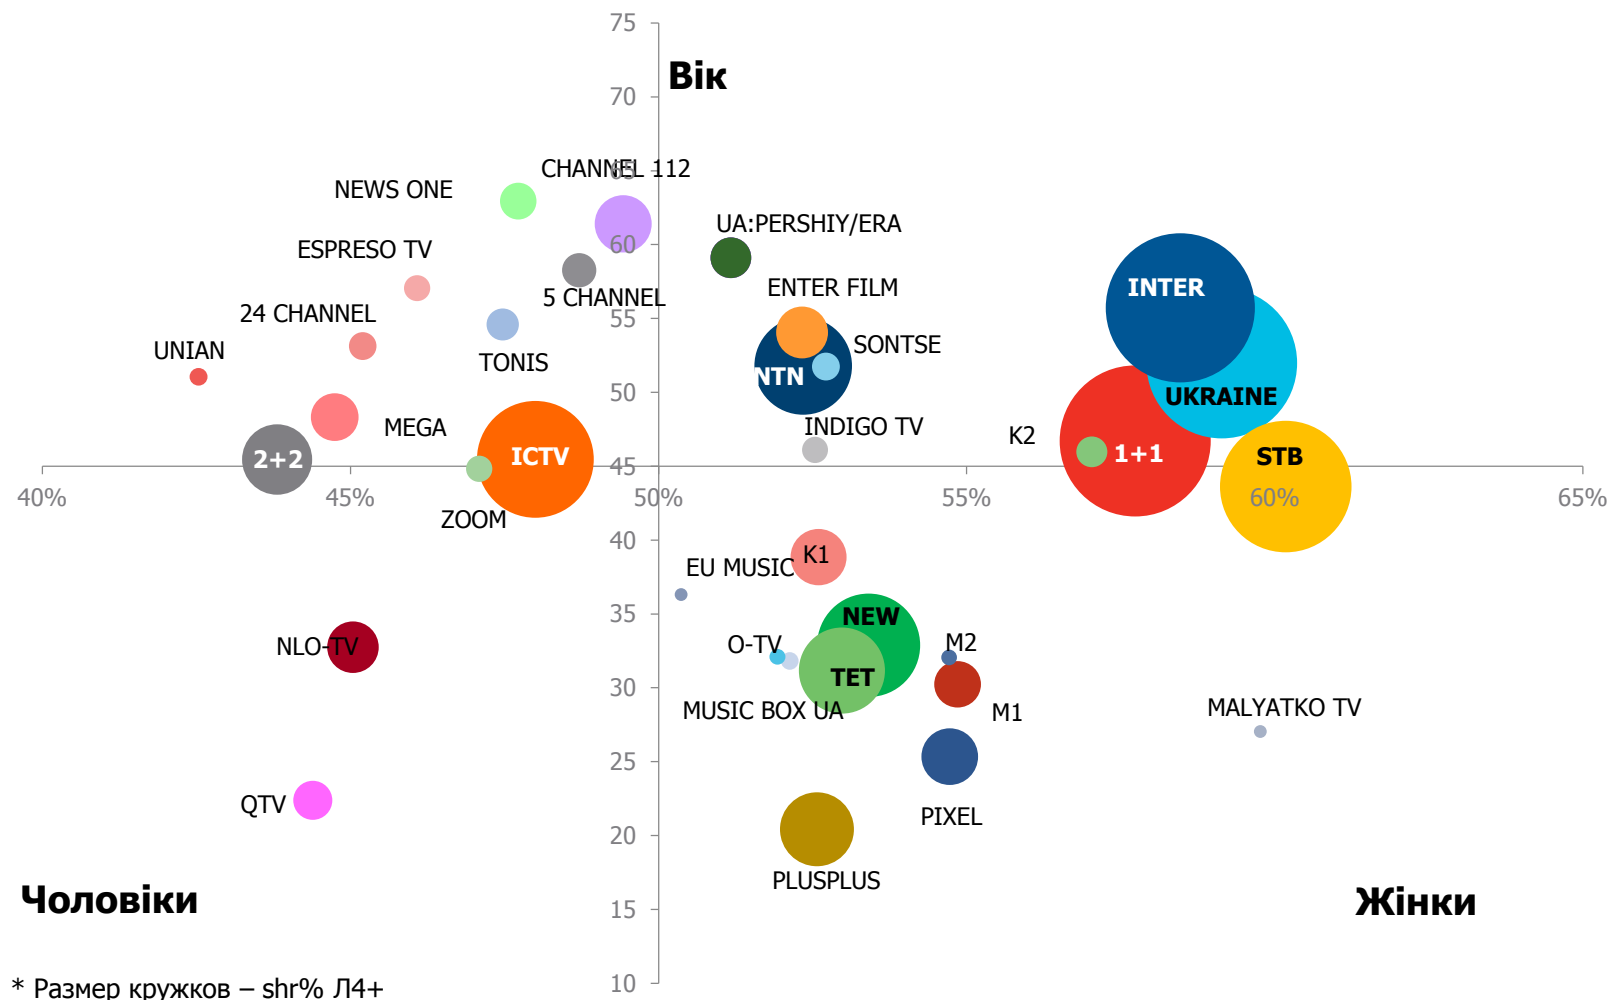 75
Вік
70
CHANNEL 112
65
NEWS ONE
UA:PERSHIY/ERA
60
ESPRESO TV
ENTER FILM
INTER
5 CHANNEL
24 CHANNEL
55
SONTSE
UNIAN
TONIS
NTN
50
UKRAINE
INDIGO TV
MEGA
K2
1+1
STB
2+2
ICTV
45
40%
45%
50%
55%
60%
65%
ZOOM
40
K1
EU MUSIC
35
NEW
NLO-TV
O-TV
M2
TET
30
MUSIC BOX UA
M1
MALYATKO TV
25
QTV
PIXEL
20
PLUSPLUS
Чоловіки
Жінки
15
10
* Размер кружков – shr% Л4+